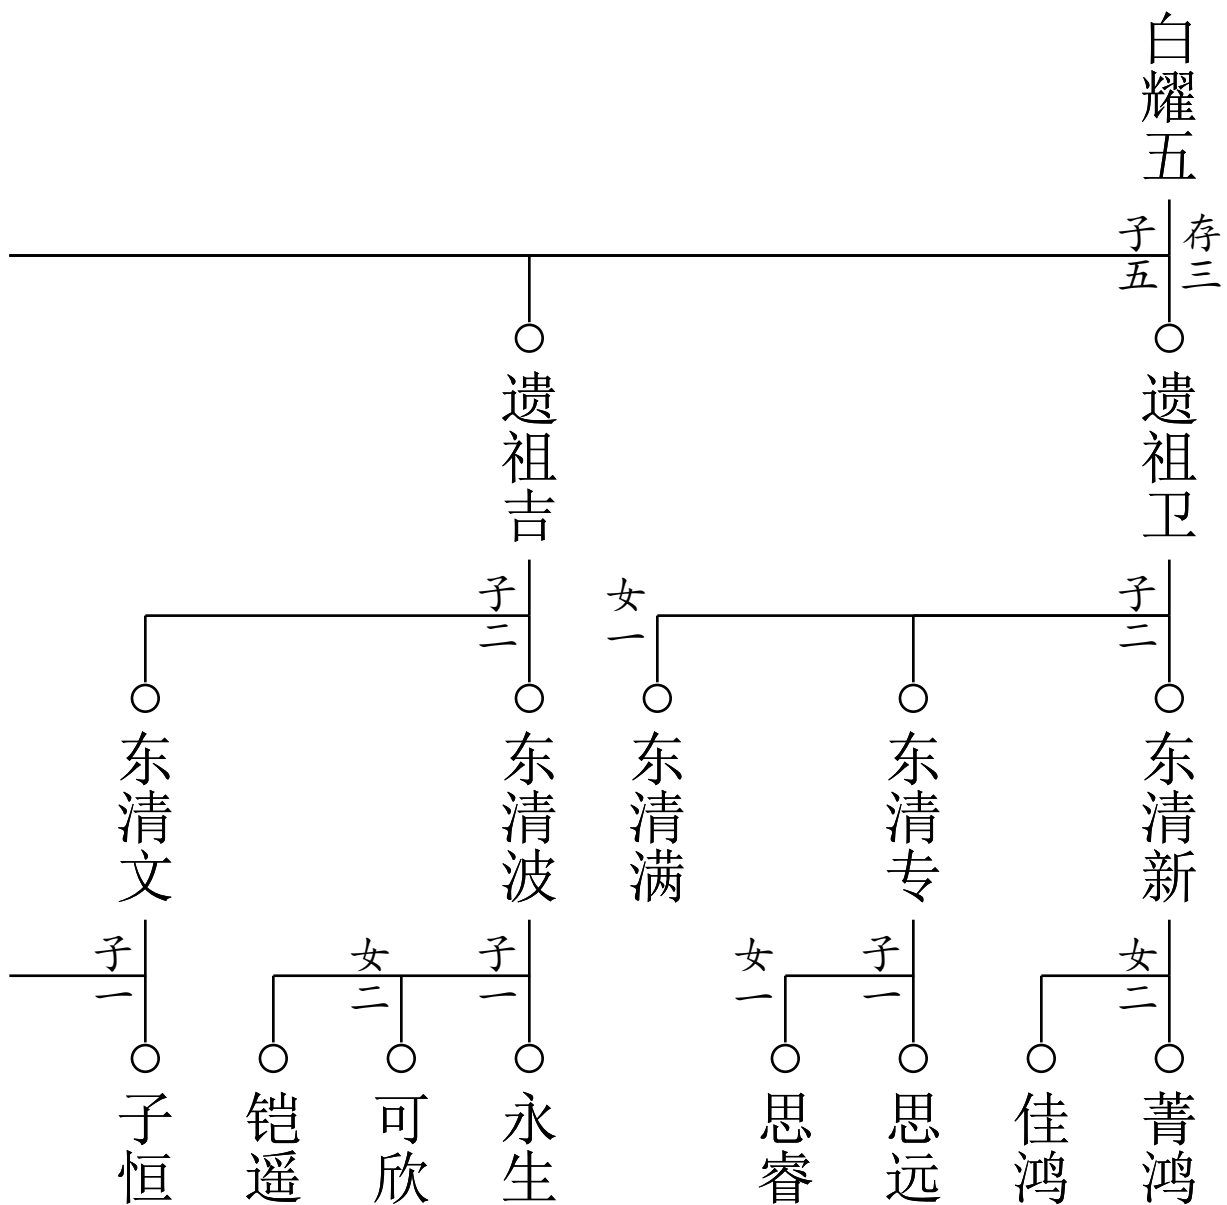 白耀五
存三
子五
遗祖卫
遗祖吉
子二
女一
子二
东清新
东清专
东清满
东清波
东清文
女二
子一
女一
子一
女二
子一
菁鸿
佳鸿
思远
思睿
永生
可欣
铠遥
子恒